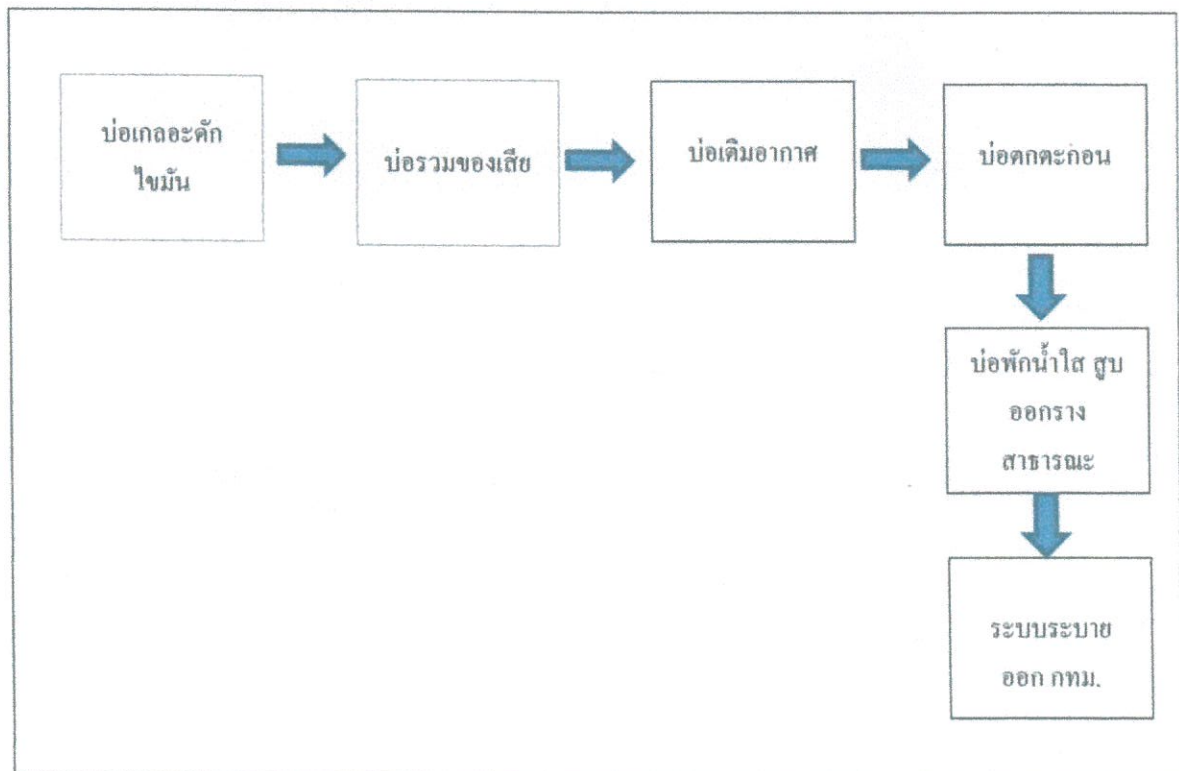 บ่อเกลอะดัก
ไขมัน
บ่อรวมของเสีย
บ่อเติมอากาศ
บ่อตกตะก่อน
บ่อพักน้ำใส สูบ
ออกราง
สาธารณะ
ระบบระบาย
ออก กทม.